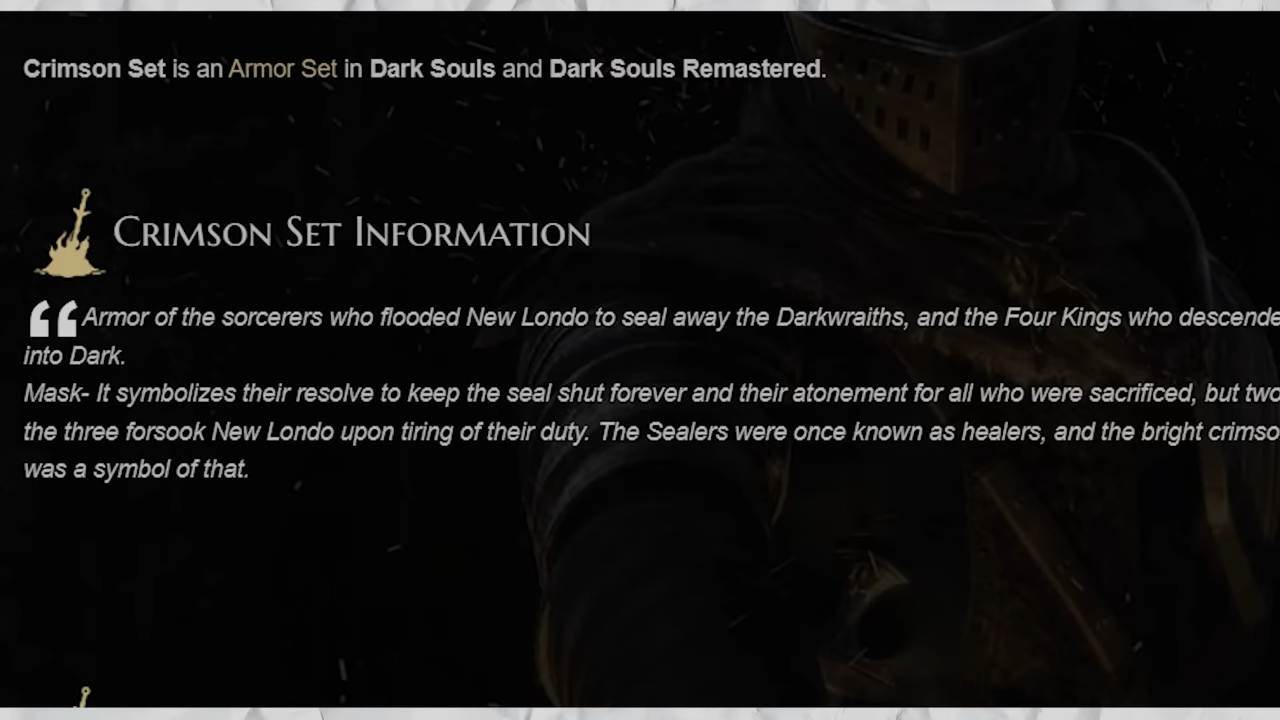 Crimson Set is an Armor Set in Dark Souls and Dark Souls Remastered.
Crimson Set Information
“Armor of the sorcerers who flooded New Londo to seal away the Darkwraiths, and the Four Kings who descende
into Dark.
Mask- It symbolizes their resolve to keep the seal shut forever and their atonement for all who were sacrificed, but two
the three forsook New Londo upon tiring of their duty. The Sealers were once known as healers, and the bright crimso
was a symbol of that.